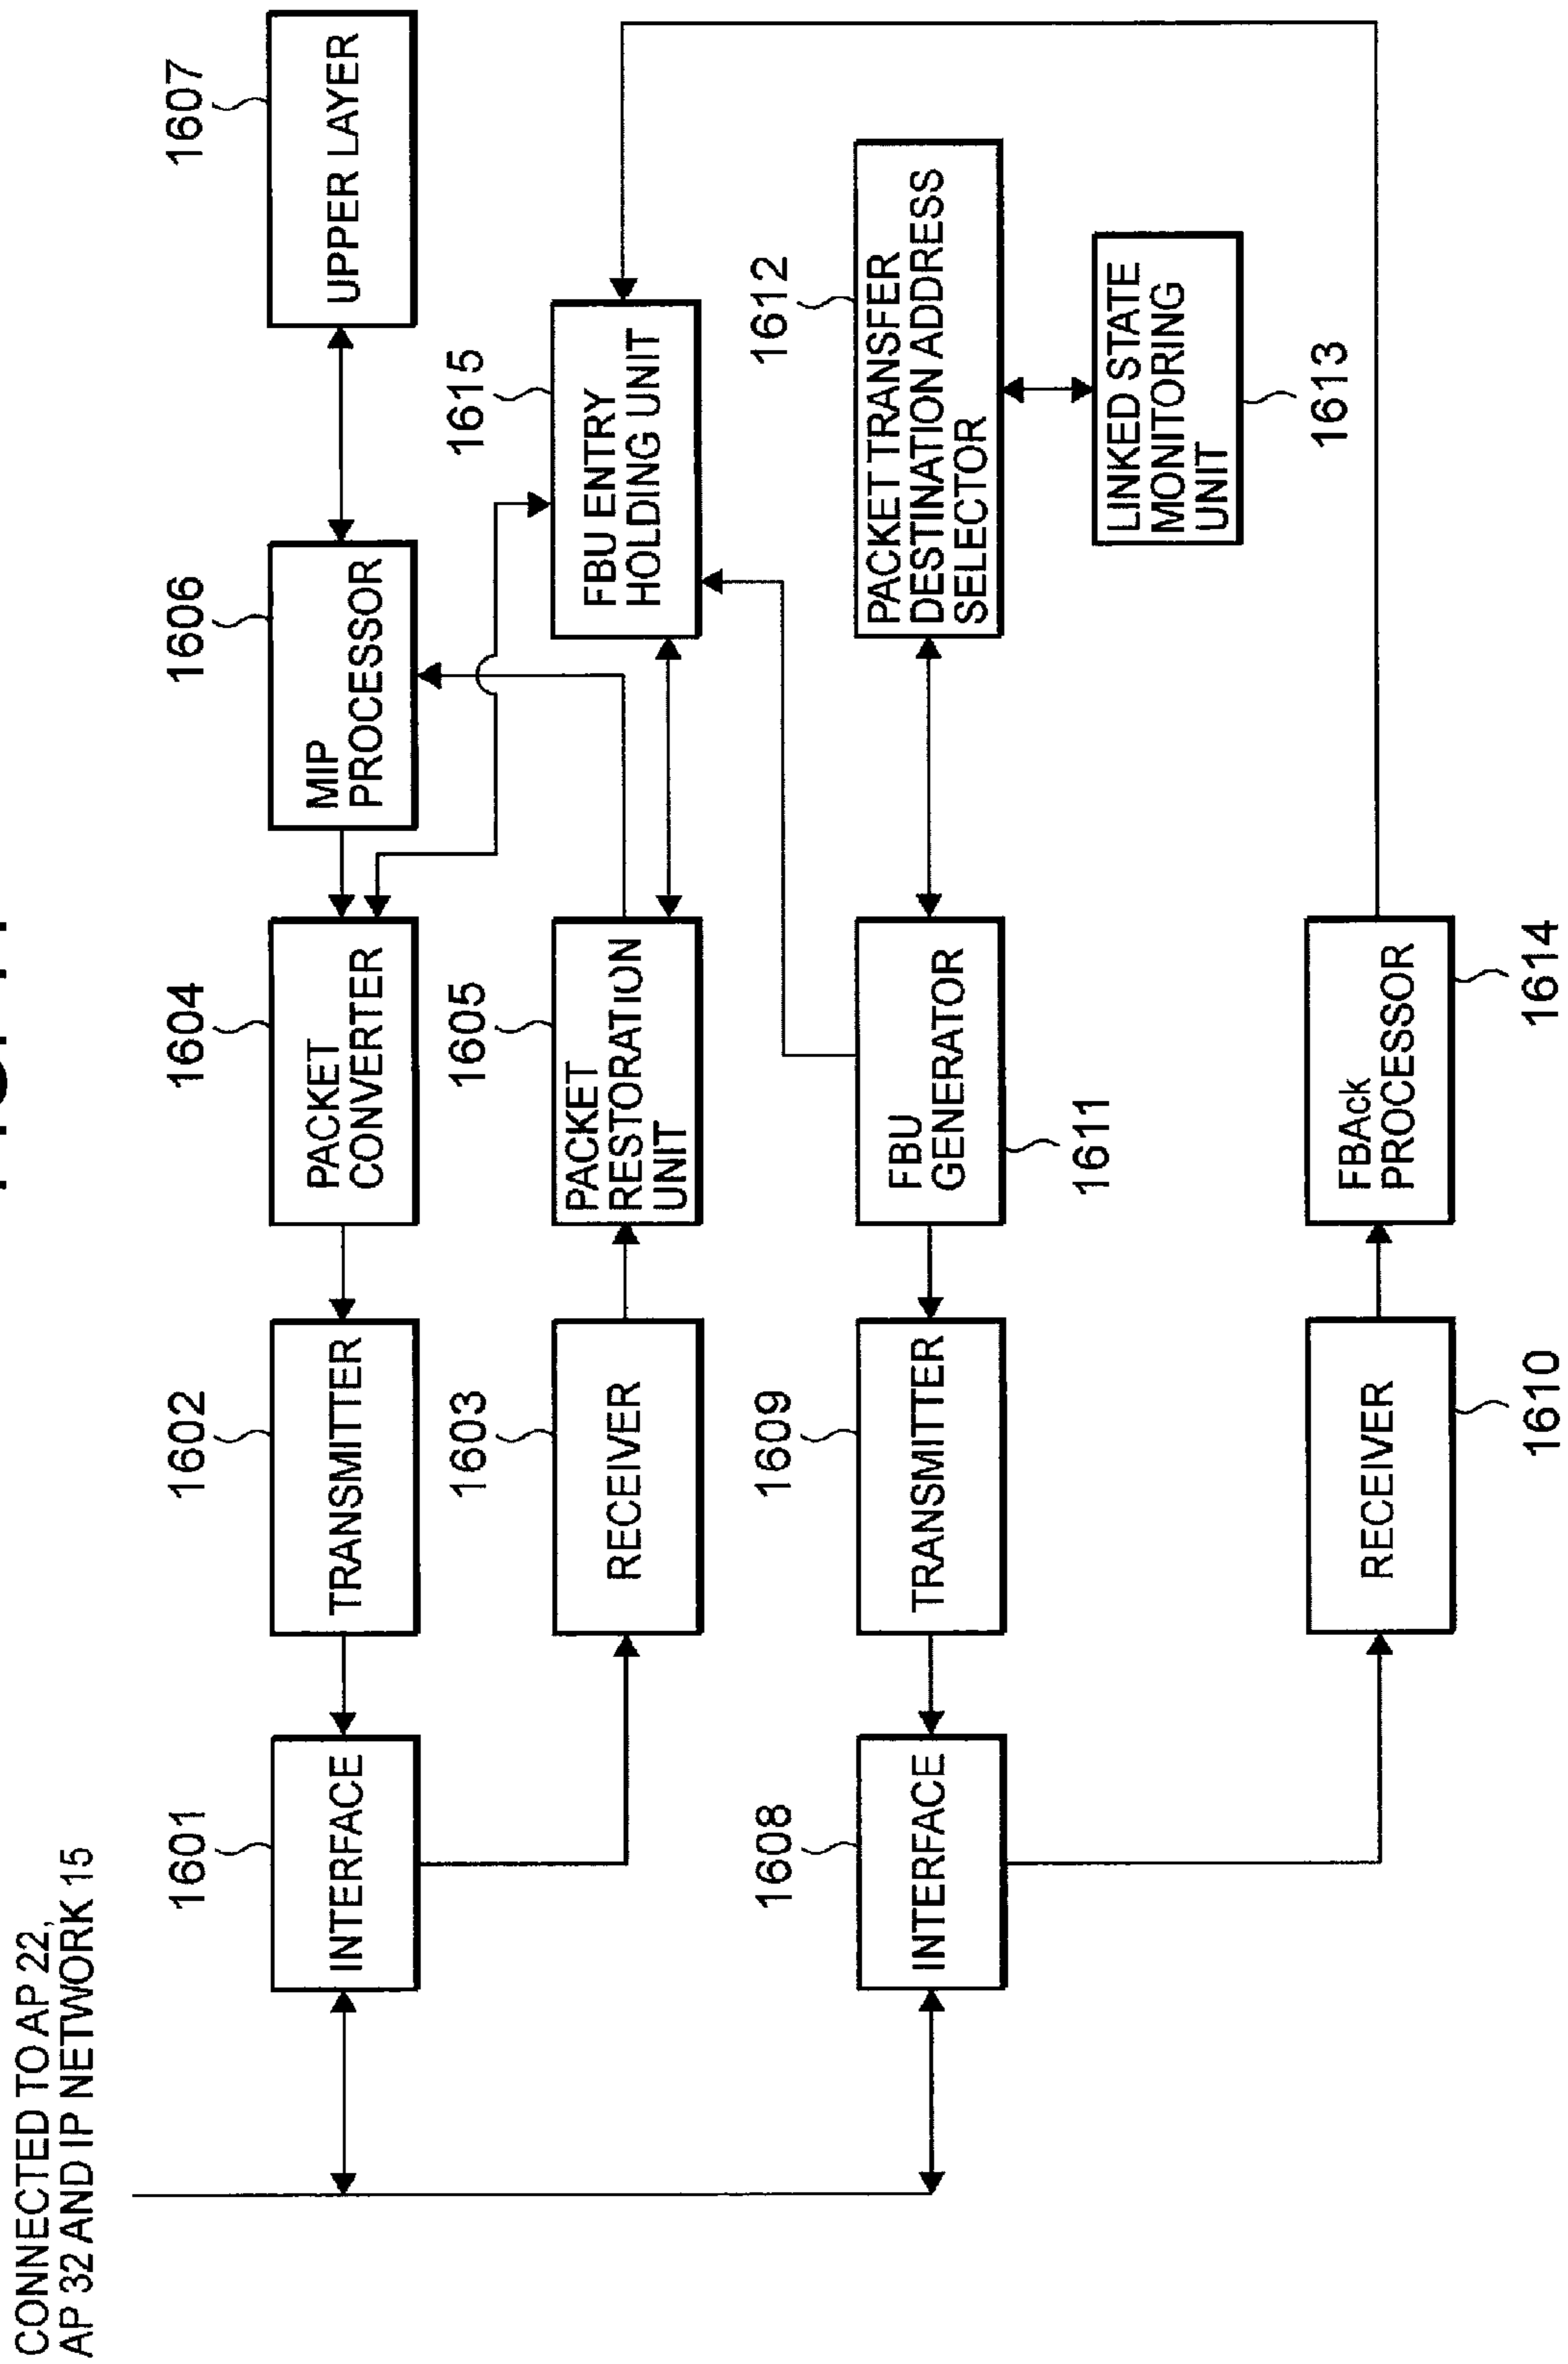 CONNECTED TO AP 22,
AP 32 AND IP NETWORK 15
1601
INTERFACE
1602
TRANSMITTER
1604
PACKET
CONVERTER
1606
MIP
PROCESSOR
1607
UPPER LAYER
1603
RECEIVER
1605
PACKET
RESTORATION
UNIT
1615
FBU ENTRY
HOLDING UNIT
1608
INTERFACE
1609
TRANSMITTER
FBU
GENERATOR
1611
1612
PACKET TRANSFER
DESTINATION ADDRESS
SELECTOR
LINKED STATE
MONITORING
UNIT
1613
RECEIVER
1610
FBAck
PROCESSOR
1614